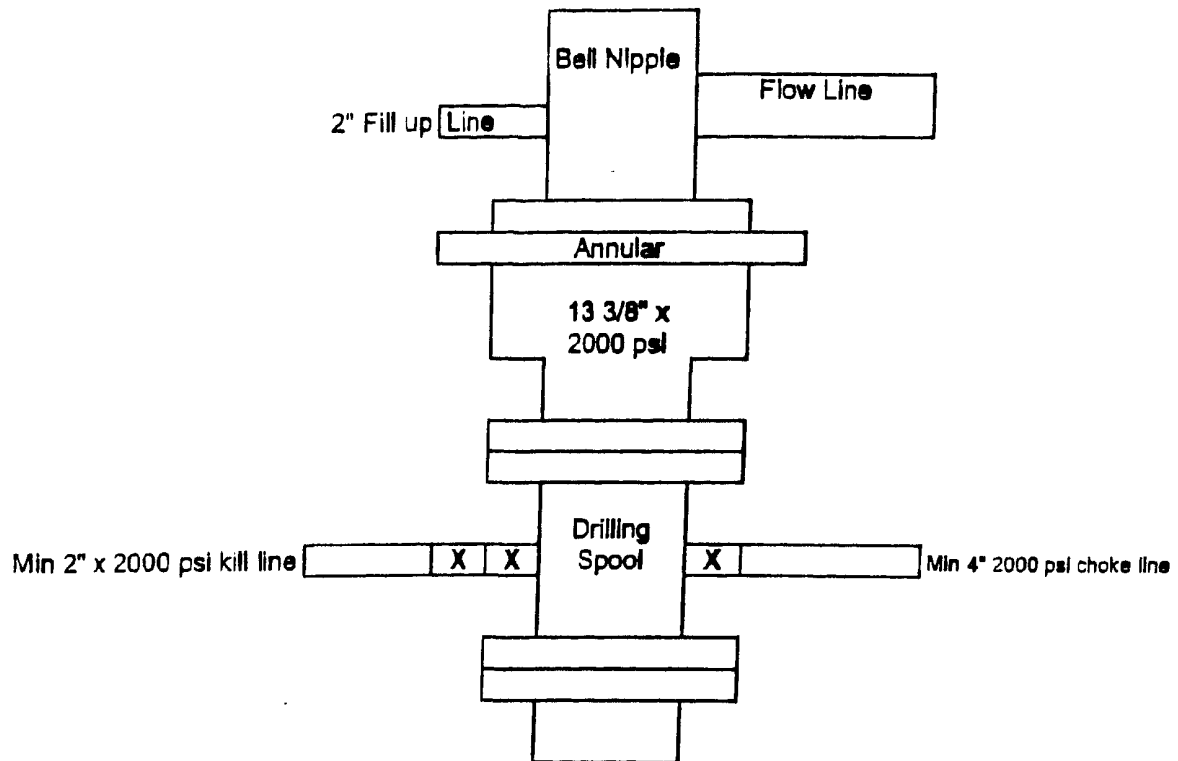 Bell Nipple
Flow Line
2" Fill up Line
Annular
13 3/8" x
2000 psi
Drilling
Spool
Min 2" x 2000 psi kill line
X X
X
Min 4" 2000 psi choke line